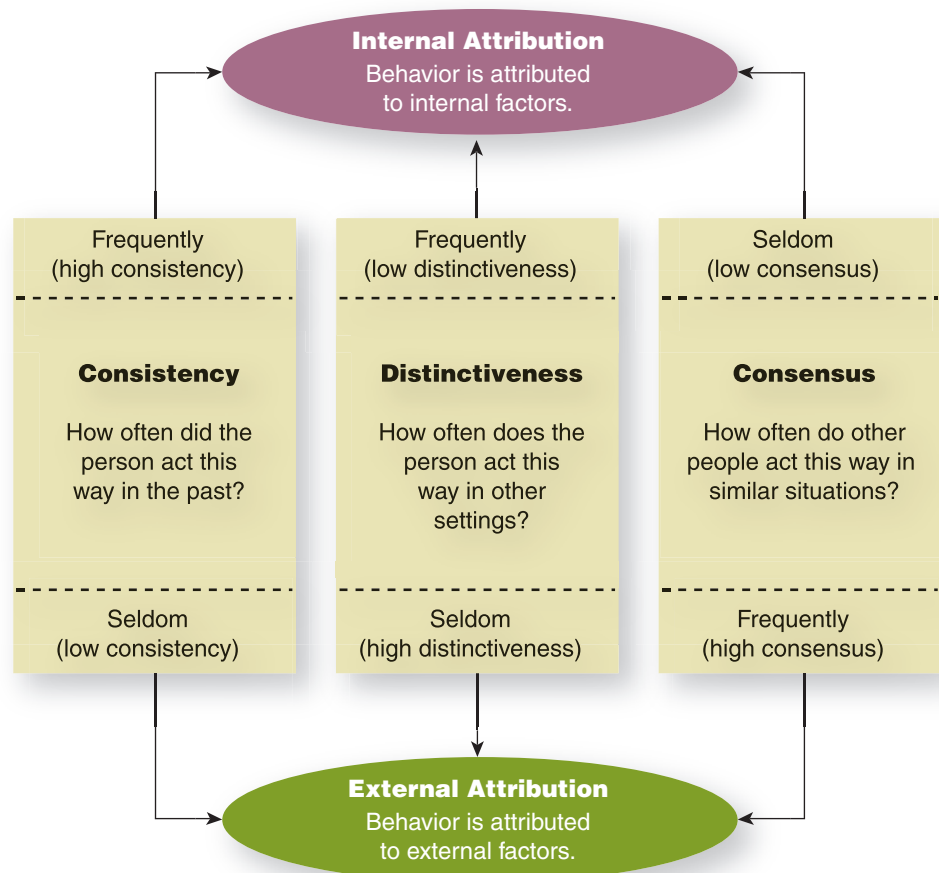 Internal Attribution
Behavior is attributed
to internal factors.
Frequently
(high consistency)
Frequently
(low distinctiveness)
Seldom
(low consensus)
Consistency
How often did the
person act this
way in the past?
Distinctiveness
How often does the
person act this
way in other
settings?
Consensus
How often do other
people act this way in
similar situations?
Seldom
(low consistency)
Seldom
(high distinctiveness)
Frequently
(high consensus)
External Attribution
Behavior is attributed
to external factors.